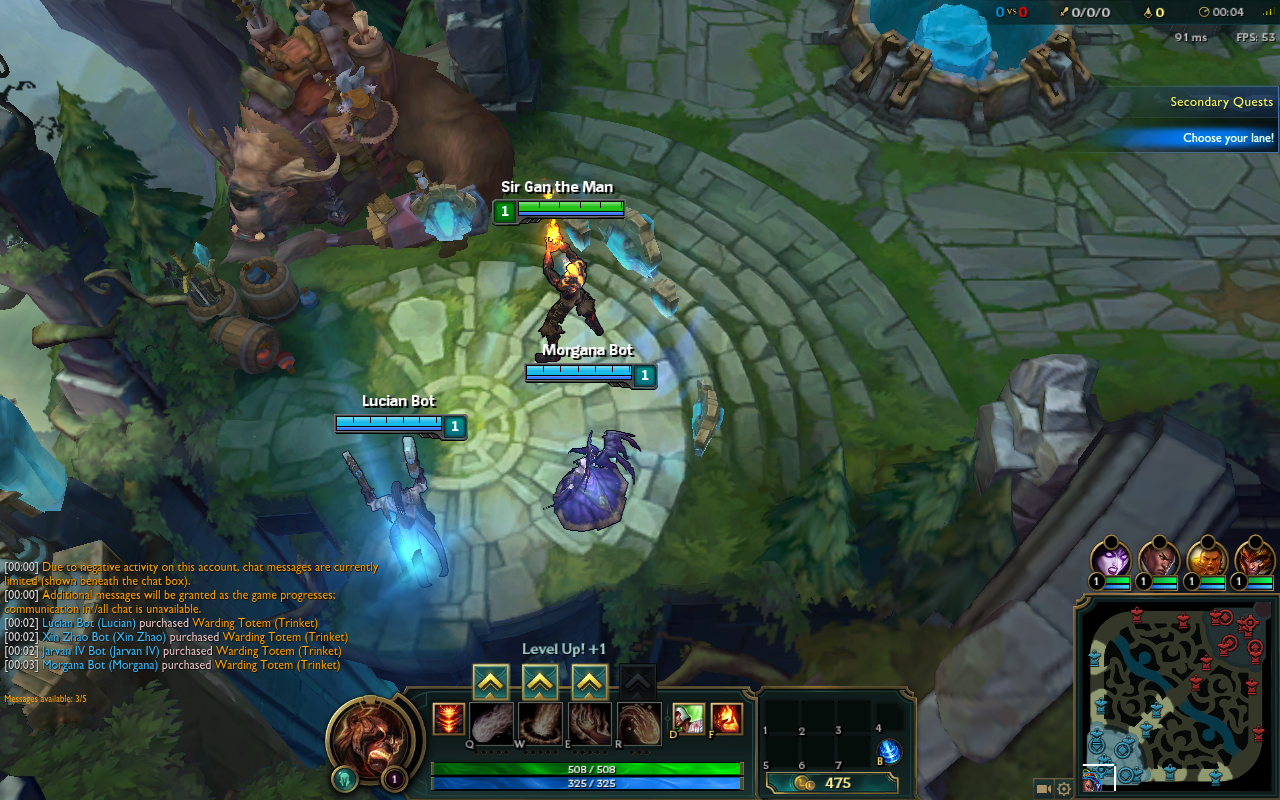 0 vs 0 0/0/0 0 00:04
91 ms FPS: 53
Secondary Quests
Choose your lane!
Sir Gan the Man
1
Morgana Bot
1
Lucian Bot
1
[00:00] Due to negative activity on this account, chat messages are currently
limited (shown beneath the chat box).
[00:00] Additional messages will be granted as the game progresses;
communication in /all chat is unavailable.
[00:02] Lucian Bot (Lucian) purchased Warding Totem (Trinket)
[00:02] Xin Zhao Bot (Xin Zhao) purchased Warding Totem (Trinket)
[00:02] Jarvan IV Bot (Jarvan IV) purchased Warding Totem (Trinket)
[00:03] Morgana Bot (Morgana) purchased Warding Totem (Trinket)
Messages available: 3/5
1 1 1 1
Level Up! +1
Q W E R D F
508 / 508
325 / 325
1
1 2 3 4
5 6 7 B
475